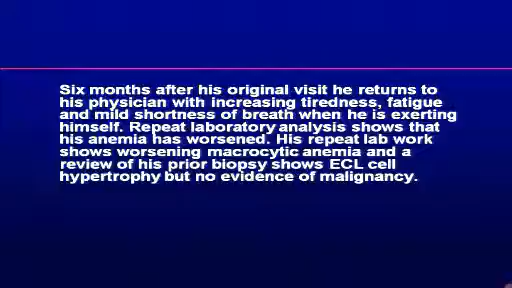 Six months after his original visit he returns to
his physician with increasing tiredness, fatigue
and mild shortness of breath when he is exerting
himself. Repeat laboratory analysis shows that
his anemia has worsened. His repeat lab work
shows worsening macrocytic anemia and a
review of his prior biopsy shows ECL cell
hypertrophy but no evidence of malignancy.